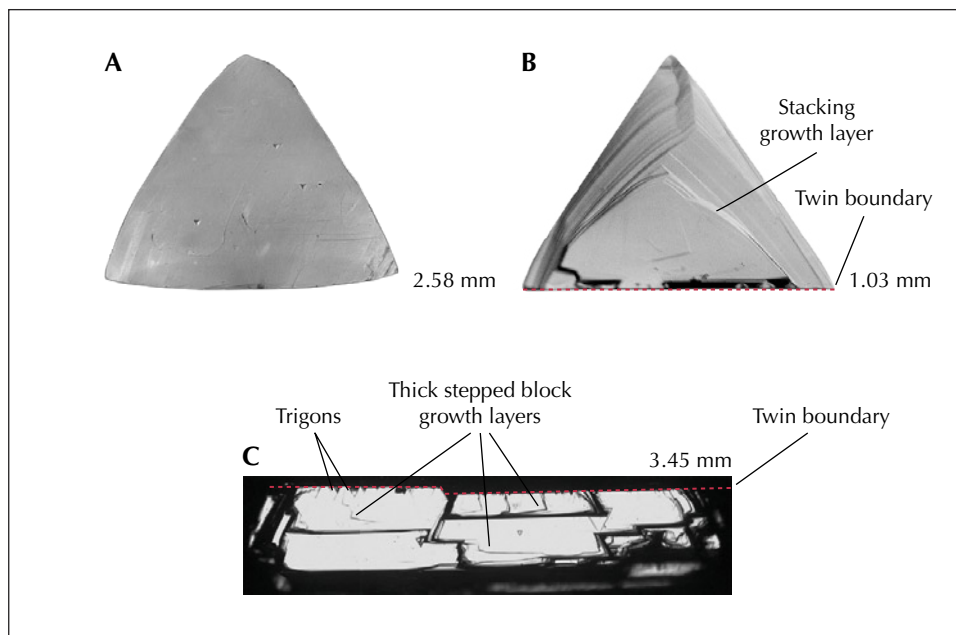 A
B
Stacking
growth layer
Twin boundary
2.58 mm
1.03 mm
Thick stepped block
growth layers
Trigons
Twin boundary
C
3.45 mm